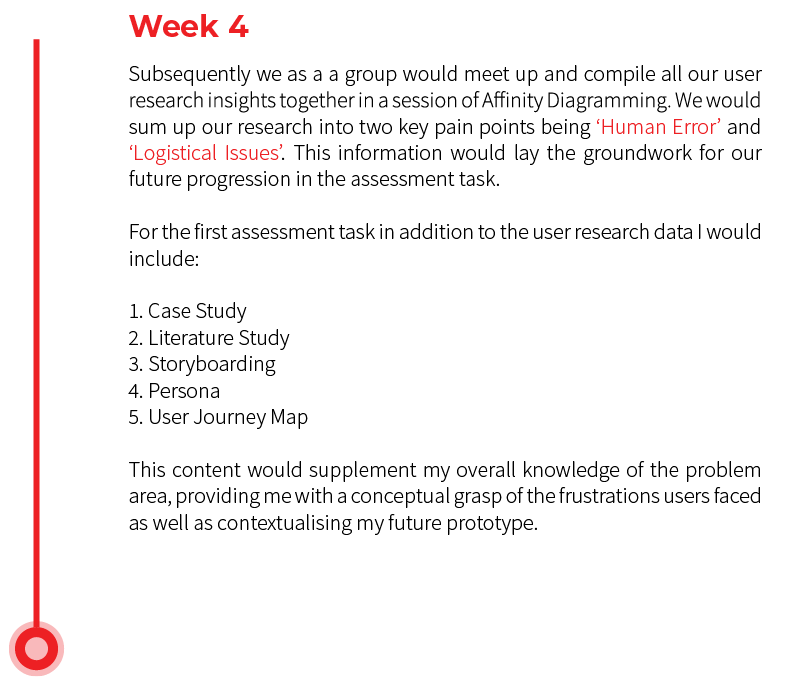 Week 4
Subsequently we as a a group would meet up and compile all our user
research insights together in a session of Affinity Diagramming. We would
sum up our research into two key pain points being ‘Human Error’ and
‘Logistical Issues’. This information would lay the groundwork for our
future progression in the assessment task.
For the first assessment task in addition to the user research data I would
include:
1. Case Study
2. Literature Study
3. Storyboarding
4. Persona
5. User Journey Map
This content would supplement my overall knowledge of the problem
area, providing me with a conceptual grasp of the frustrations users faced
as well as contextualising my future prototype.